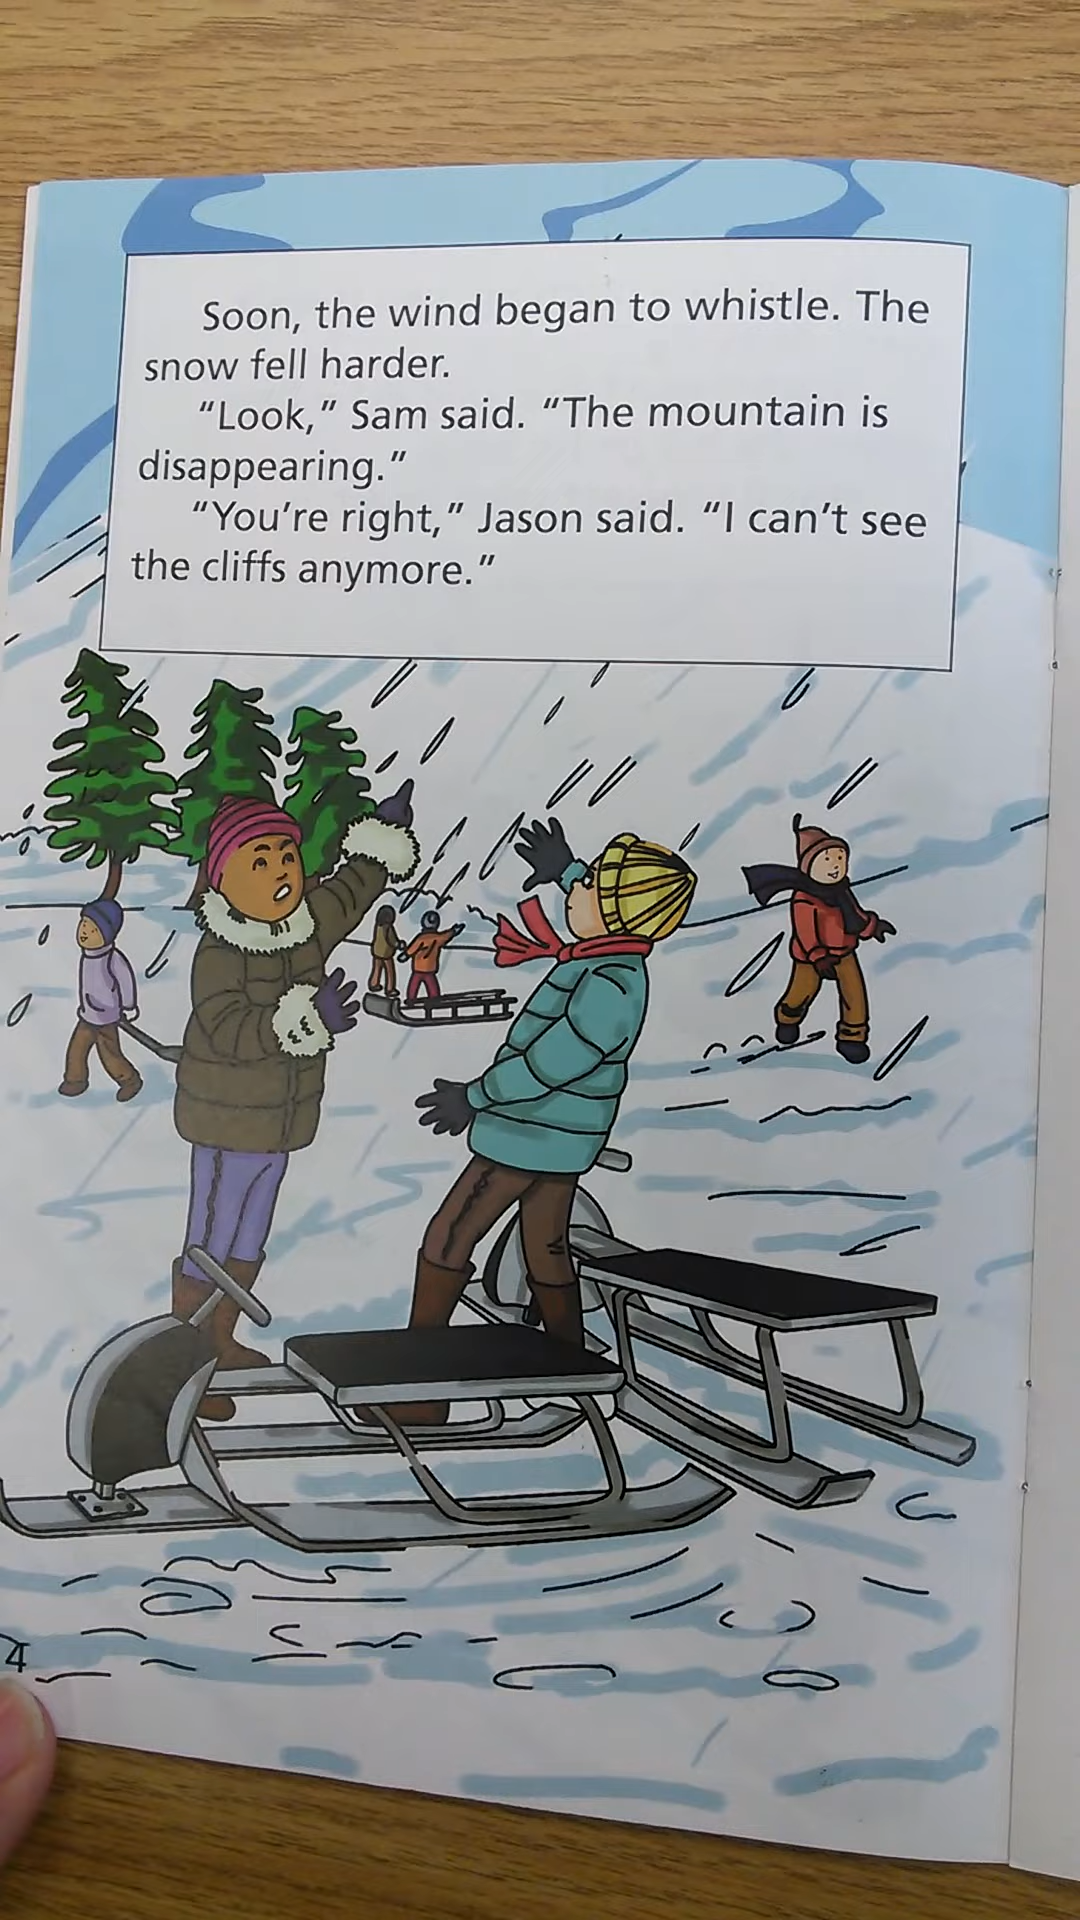 Soon, the wind began to whistle. The
snow fell harder.
“Look,” Sam said. “The mountain is
disappearing.”
“You’re right,” Jason said. “I can’t see
the cliffs anymore.”
4